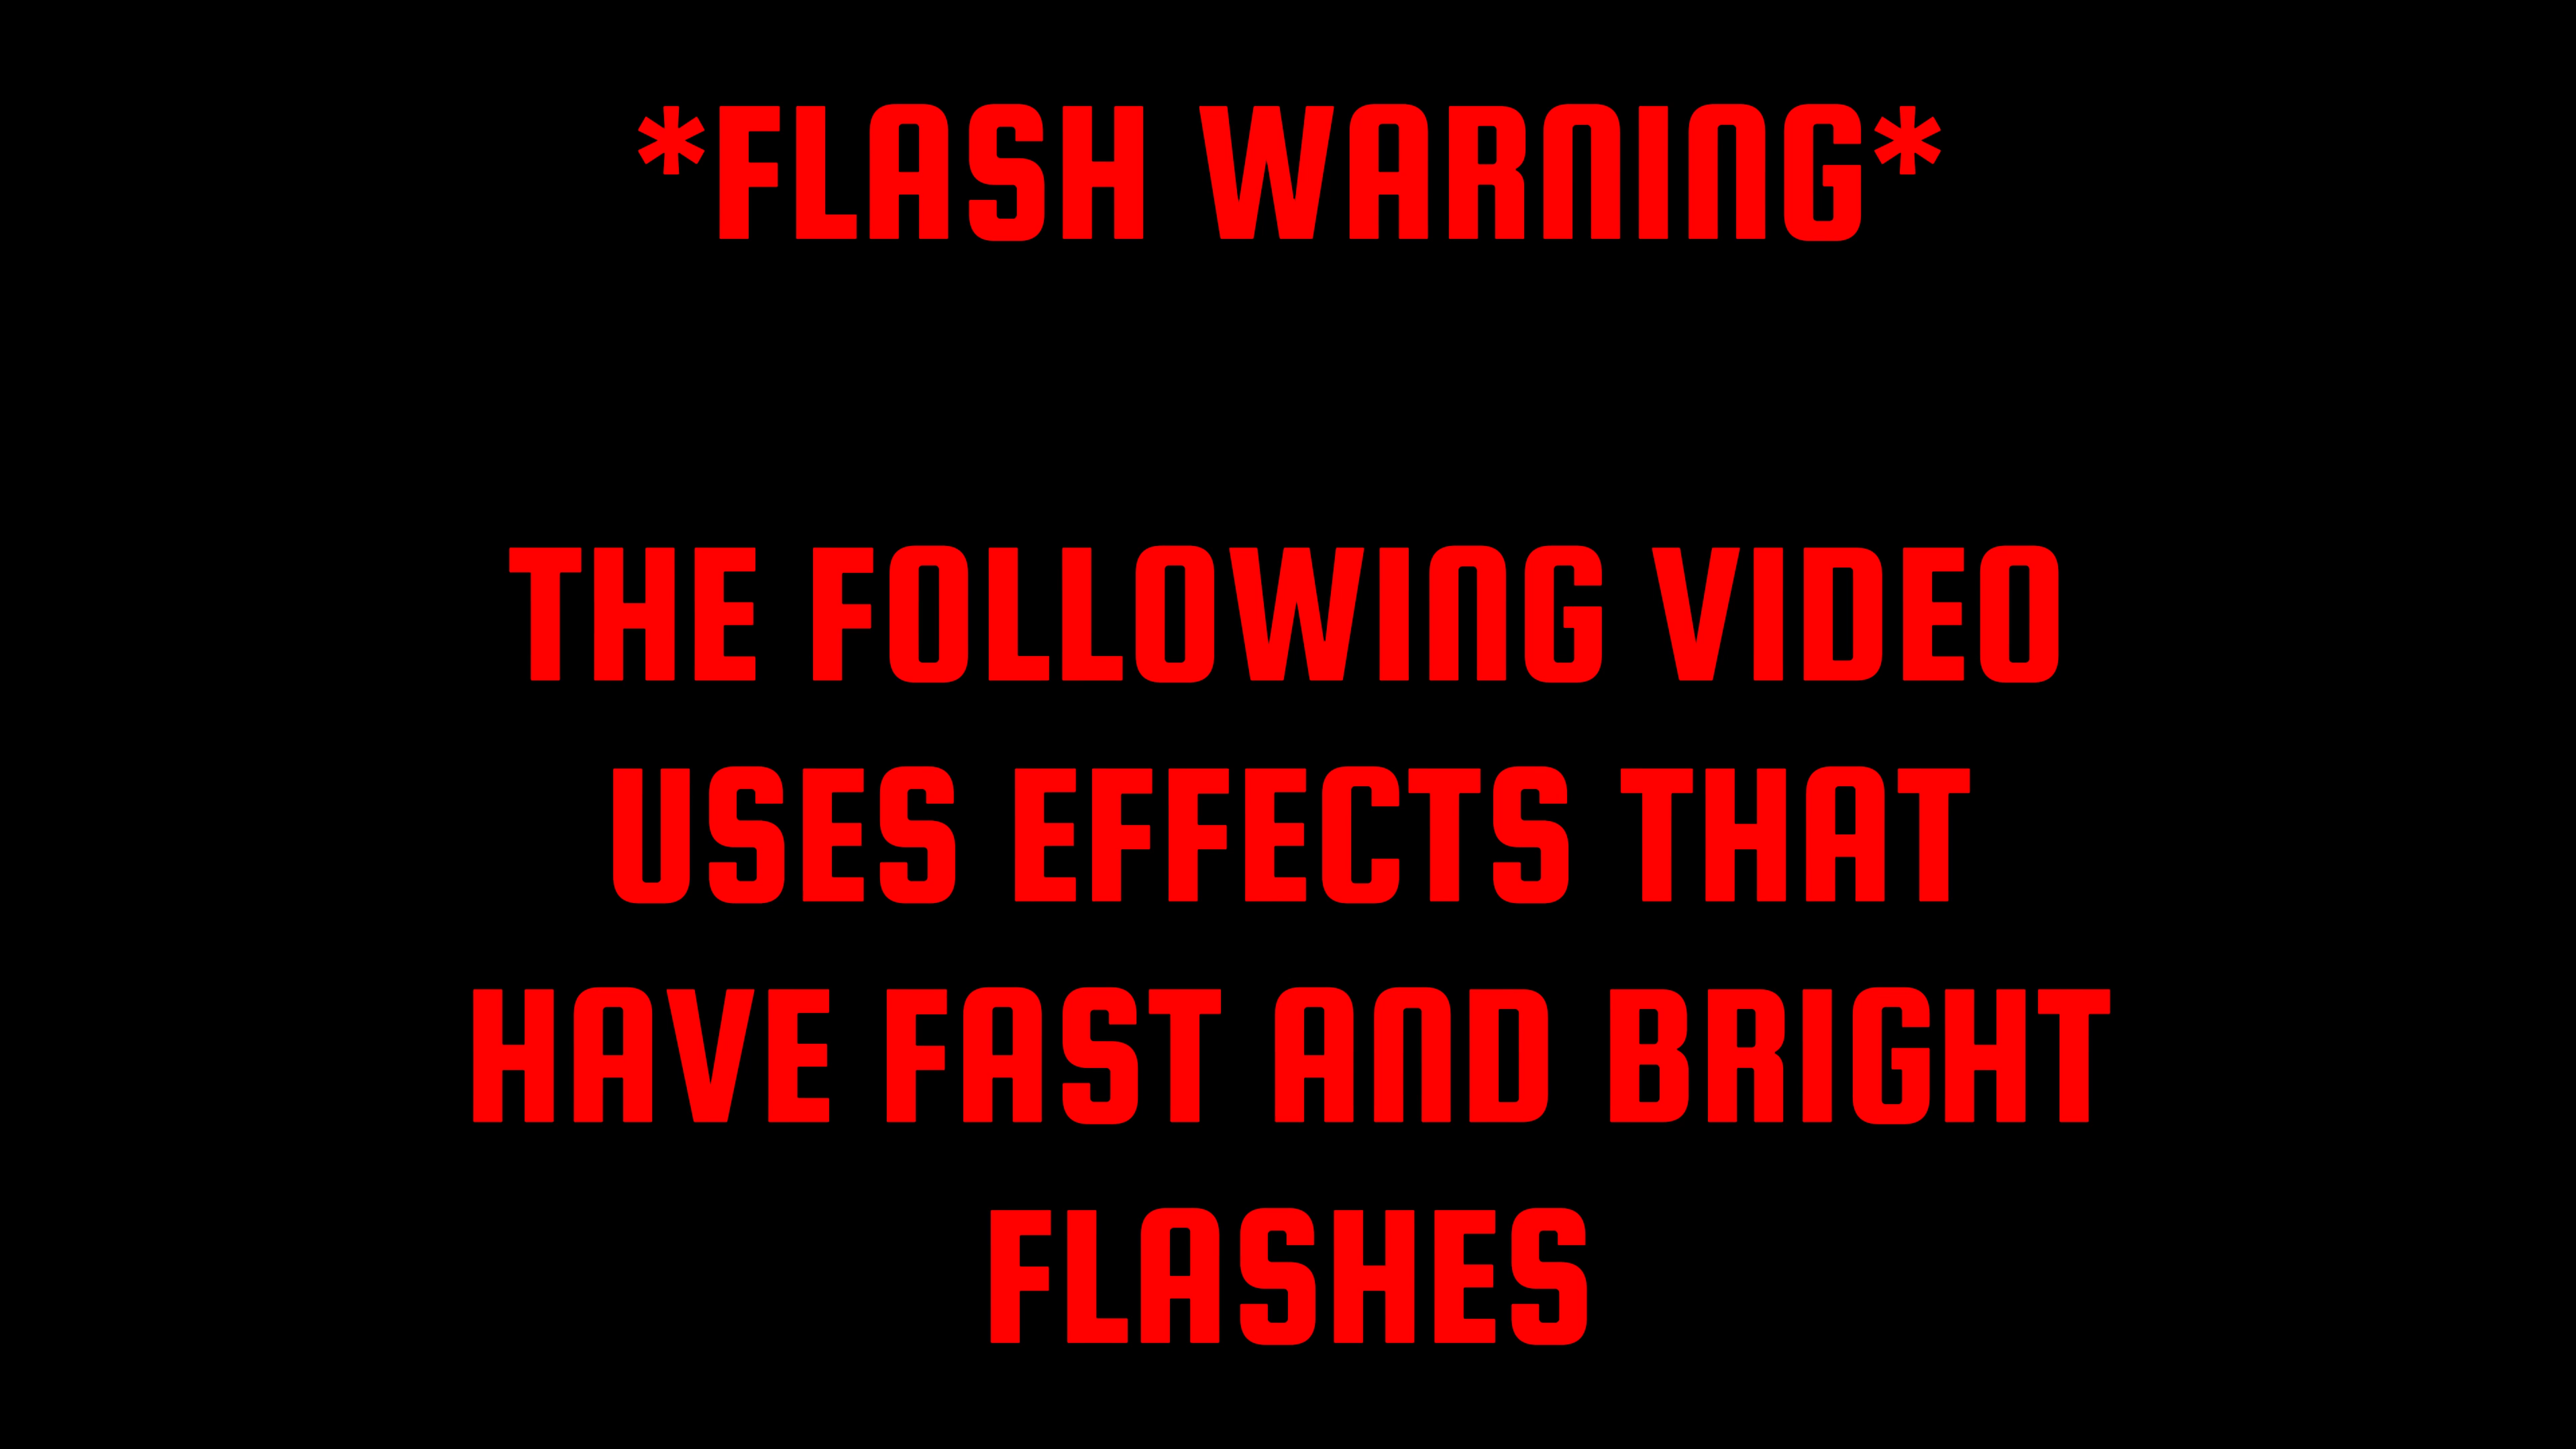 *FLASH WARNING*
THE FOLLOWING VIDEO
USES EFFECTS THAT
HAVE FAST AND BRIGHT
FLASHES